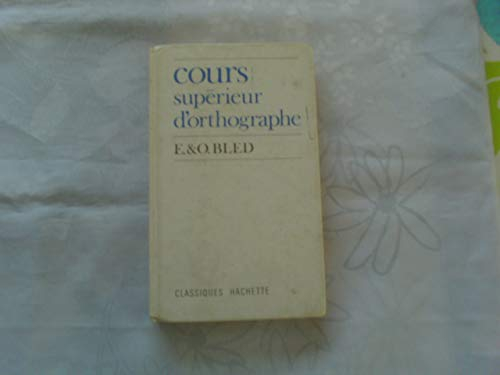 cours
supérieur
d'orthographe
E.&O.BLED
CLASSIQUES HACHETTE